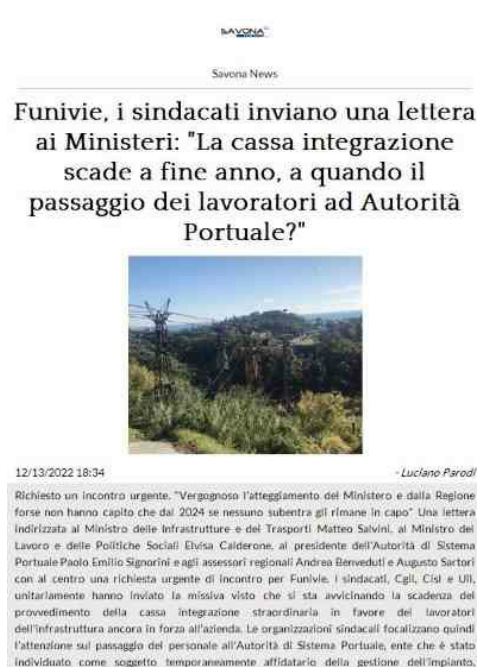 SAVONA
Savona News
Funivie, i sindacati inviano una lettera
ai Ministeri: "La cassa integrazione
scade a fine anno, a quando il
passaggio dei lavoratori ad Autorità
Portuale?"
12/13/2022 18:34
- Luciano Parodi
Richiesto un incontro urgente. "Vergognoso l'atteggiamento del Ministero e dalla Regione
forse non hanno capito che dal 2024 se nessuno subentra gli rimane in capo" Una lettera
indirizzata al Ministro delle Infrastrutture e dei Trasporti Matteo Salvini, al Ministro del
Lavoro e delle Politiche Sociali Elvisa Calderone, al presidente dell'Autorità di Sistema
Portuale Paolo Emilio Signorini e agli assessori regionali Andrea Benveduti e Augusto Sartori
con al centro una richiesta urgente di incontro per Funivie. I sindacati, Cgil, Cisl e Uil,
unitariamente hanno inviato la missiva visto che si sta avvicinando la scadenza del
provvedimento della cassa integrazione straordinaria in favore dei lavoratori
dell'infrastruttura ancora in forza all'azienda. Le organizzazioni sindacali focalizzano quindi
l'attenzione sul passaggio del personale all'Autorità di Sistema Portuale, ente che è stato
individuato come soggetto temporaneamente affidatario della gestione dell'impianto,